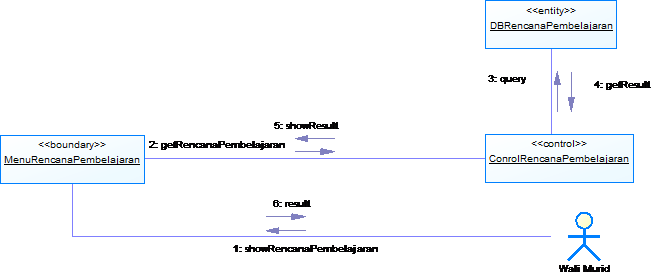 <<entity>>
DBRencanaPembelajaran
3: query
4: getResult
5: showResult
<<boundary>>
MenuRencanaPembelajaran
2: getRencanaPembelajaran
<<control>>
ConrolRencanaPembelajaran
6: result
1: showRencanaPembelajaran
Wali Murid